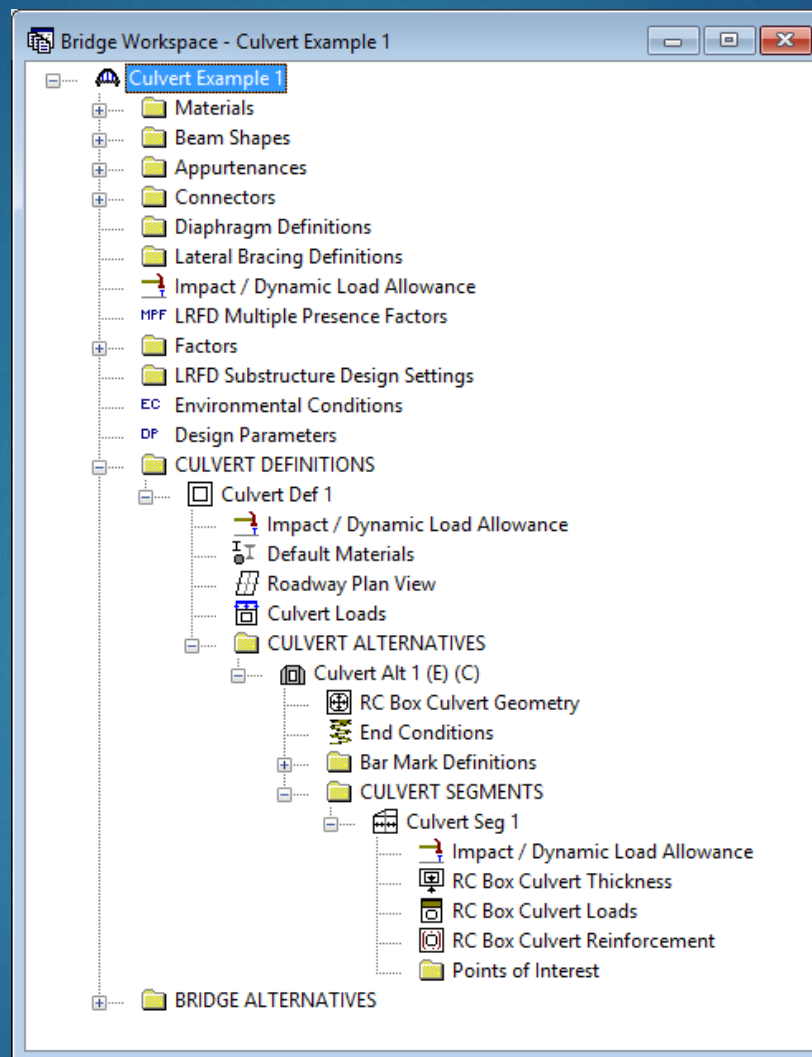 Bridge Workspace - Culvert Example 1
Culvert Example 1
Materials
Beam Shapes
Appurtenances
Connectors
Diaphragm Definitions
Lateral Bracing Definitions
Impact / Dynamic Load Allowance
MPF LRFD Multiple Presence Factors
Factors
LRFD Substructure Design Settings
EC Environmental Conditions
DP Design Parameters
CULVERT DEFINITIONS
Culvert Def 1
Impact / Dynamic Load Allowance
Default Materials
Roadway Plan View
Culvert Loads
CULVERT ALTERNATIVES
Culvert Alt 1 (E) (C)
RC Box Culvert Geometry
End Conditions
Bar Mark Definitions
CULVERT SEGMENTS
Culvert Seg 1
Impact / Dynamic Load Allowance
RC Box Culvert Thickness
RC Box Culvert Loads
RC Box Culvert Reinforcement
Points of Interest
BRIDGE ALTERNATIVES